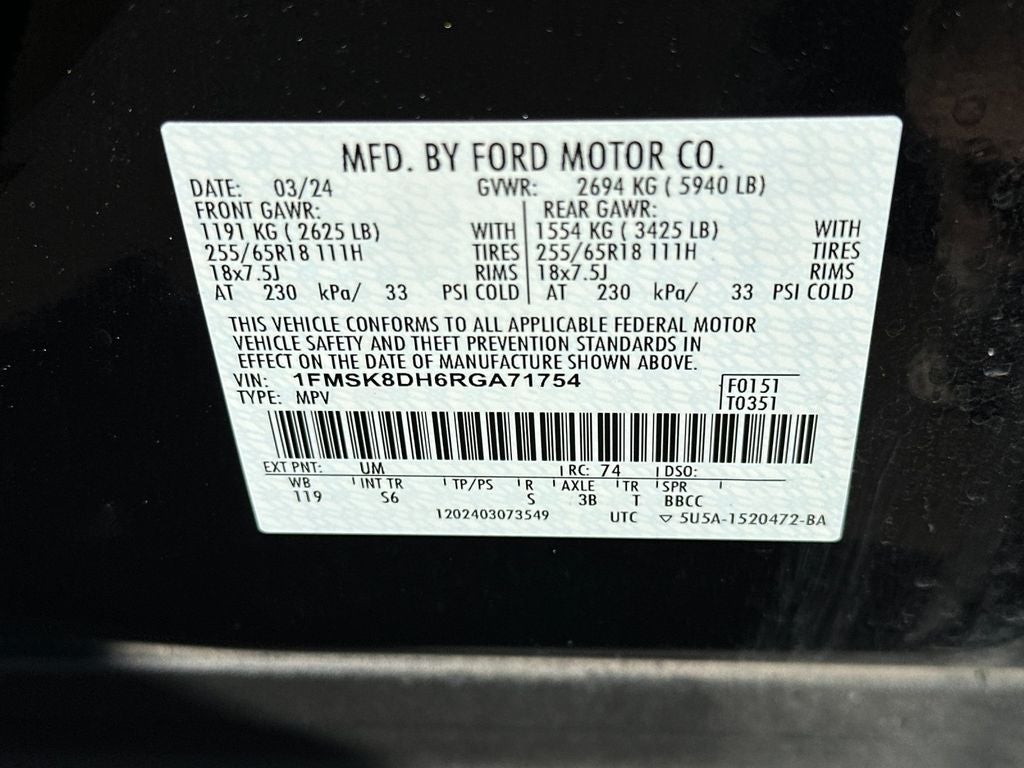 MFD. BY FORD MOTOR CO.
DATE: 03/24 GVWR: 2694 KG ( 5940 LB)
FRONT GAWR: REAR GAWR:
1191 KG ( 2625 LB) WITH 1554 KG ( 3425 LB) WITH
255/65R18 111H TIRES 255/65R18 111H TIRES
18x7.5J RIMS 18x7.5J RIMS
AT 230 kPa/ 33 PSI COLD AT 230 kPa/ 33 PSI COLD
THIS VEHICLE CONFORMS TO ALL APPLICABLE FEDERAL MOTOR
VEHICLE SAFETY AND THEFT PREVENTION STANDARDS IN
EFFECT ON THE DATE OF MANUFACTURE SHOWN ABOVE.
VIN: 1FMSK8DH6RGA71754 F0151
TYPE: MPV T0351
EXT PNT: UM RC: 74 DSO:
WB INT TR TP/PS R AXLE TR SPR
119 S6 S 3B T BBCC
1202403073549 UTC ▽ 5U5A-1520472-BA